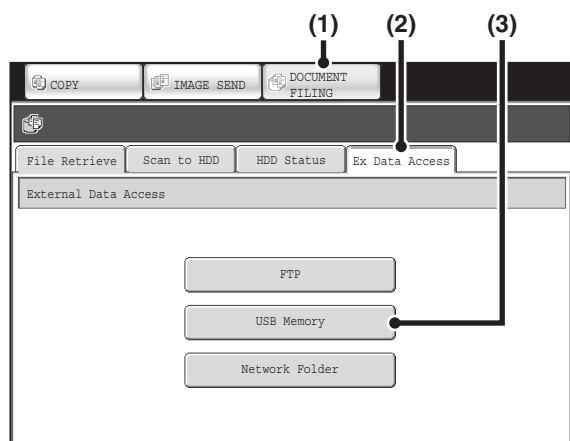 (1) (2) (3)
COPY IMAGE SEND DOCUMENT
FILING
File Retrieve Scan to HDD HDD Status Ex Data Access
External Data Access
FTP
USB Memory
Network Folder